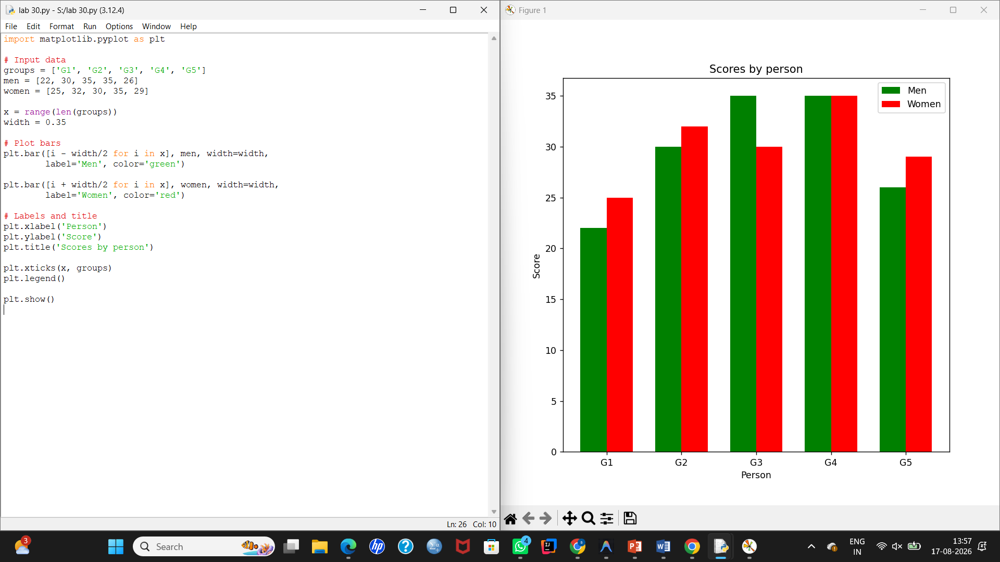 lab 30.py - S:/lab 30.py (3.12.4)
File Edit Format Run Options Window Help
import matplotlib.pyplot as plt
# Input data
groups = ['G1', 'G2', 'G3', 'G4', 'G5']
men = [22, 30, 35, 35, 26]
women = [25, 32, 30, 35, 29]
x = range(len(groups))
width = 0.35
# Plot bars
plt.bar([i - width/2 for i in x], men, width=width,
        label='Men', color='green')
plt.bar([i + width/2 for i in x], women, width=width,
        label='Women', color='red')
# Labels and title
plt.xlabel('Person')
plt.ylabel('Score')
plt.title('Scores by person')
plt.xticks(x, groups)
plt.legend()
plt.show()
Ln: 26 Col: 10
Figure 1
Scores by person
Men
Women
35
30
25
20
15
10
5
0
Score
G1 G2 G3 G4 G5
Person
3
Search
hp
?
4
IJ
S
P
W
ENG
IN
13:57
17-08-2026